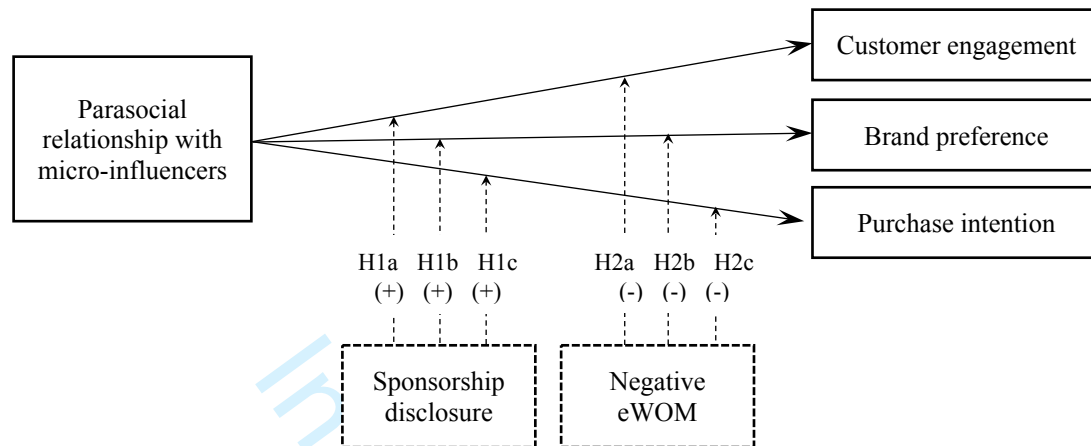 Customer engagement
Parasocial
relationship with
micro-influencers
Brand preference
Purchase intention
H1a H1b H1c H2a H2b H2c
(+) (+) (+) (-) (-) (-)
Sponsorship
disclosure
Negative
eWOM
In